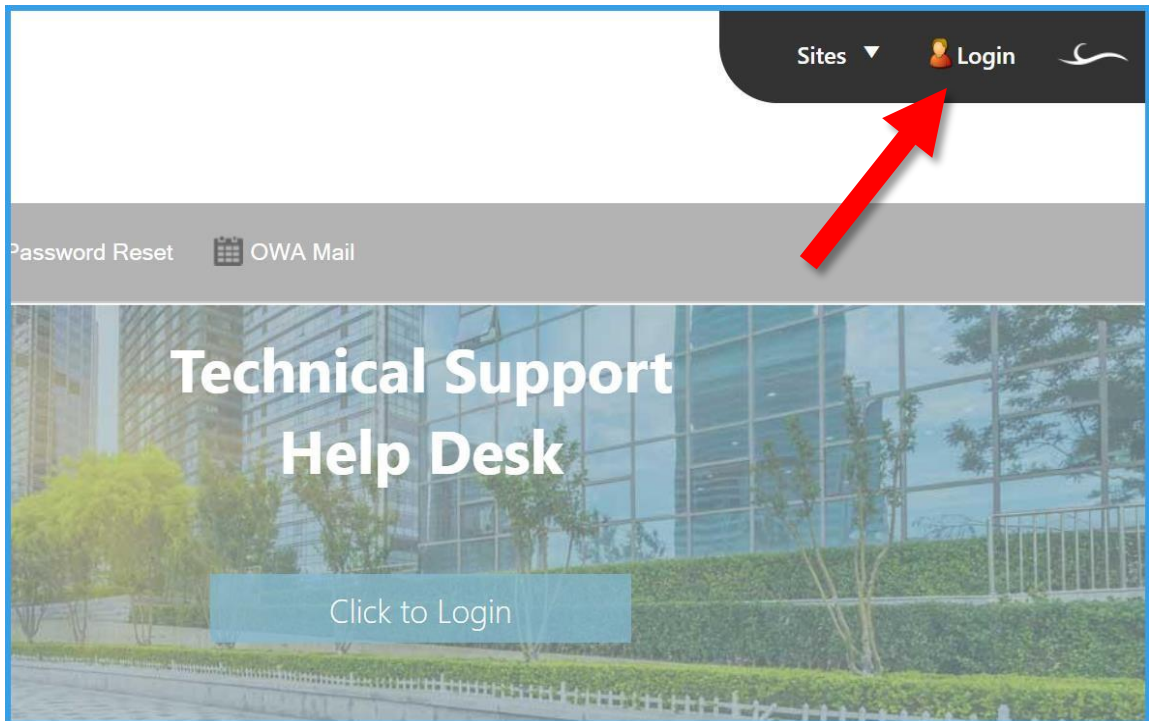 Sites ▼ Login
Password Reset OWA Mail
Technical Support
Help Desk
Click to Login